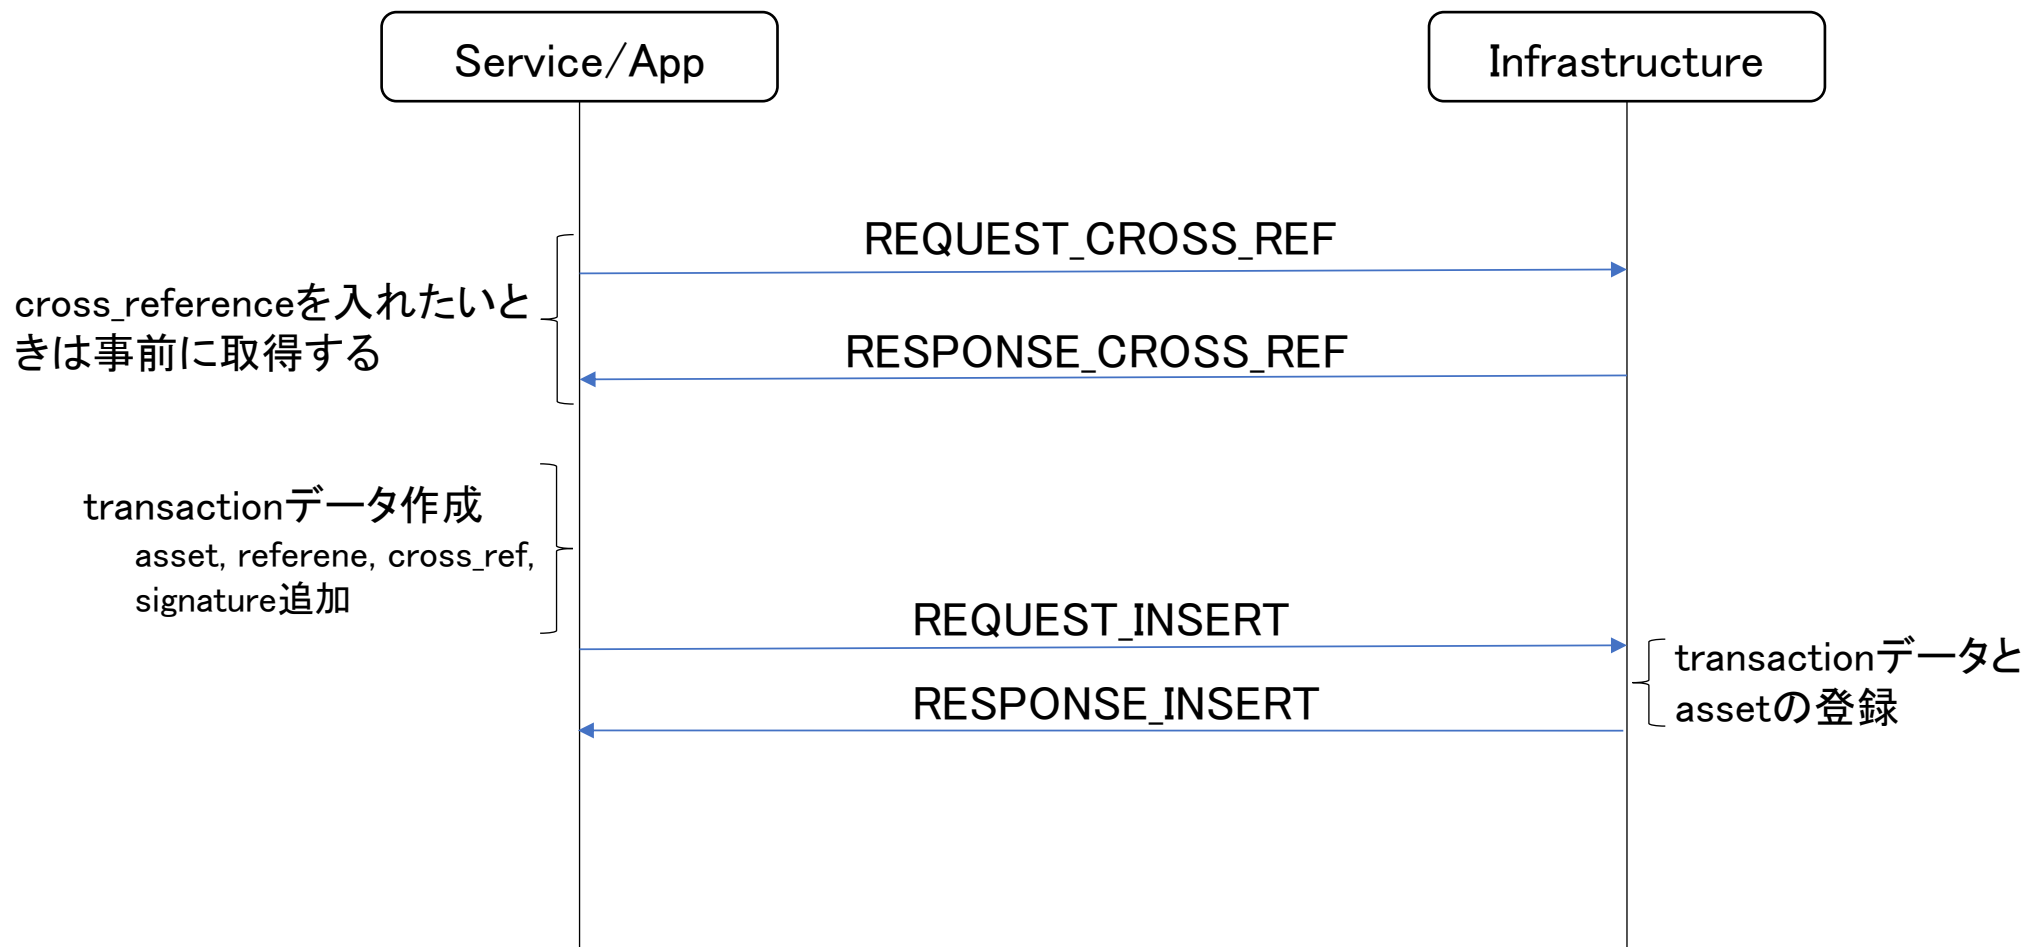 Service/App
Infrastructure
REQUEST_CROSS_REF
cross_referenceを入れたいと
きは事前に取得する
RESPONSE_CROSS_REF
transactionデータ作成
asset, referene, cross_ref,
signature追加
REQUEST_INSERT
transactionデータと
assetの登録
RESPONSE_INSERT